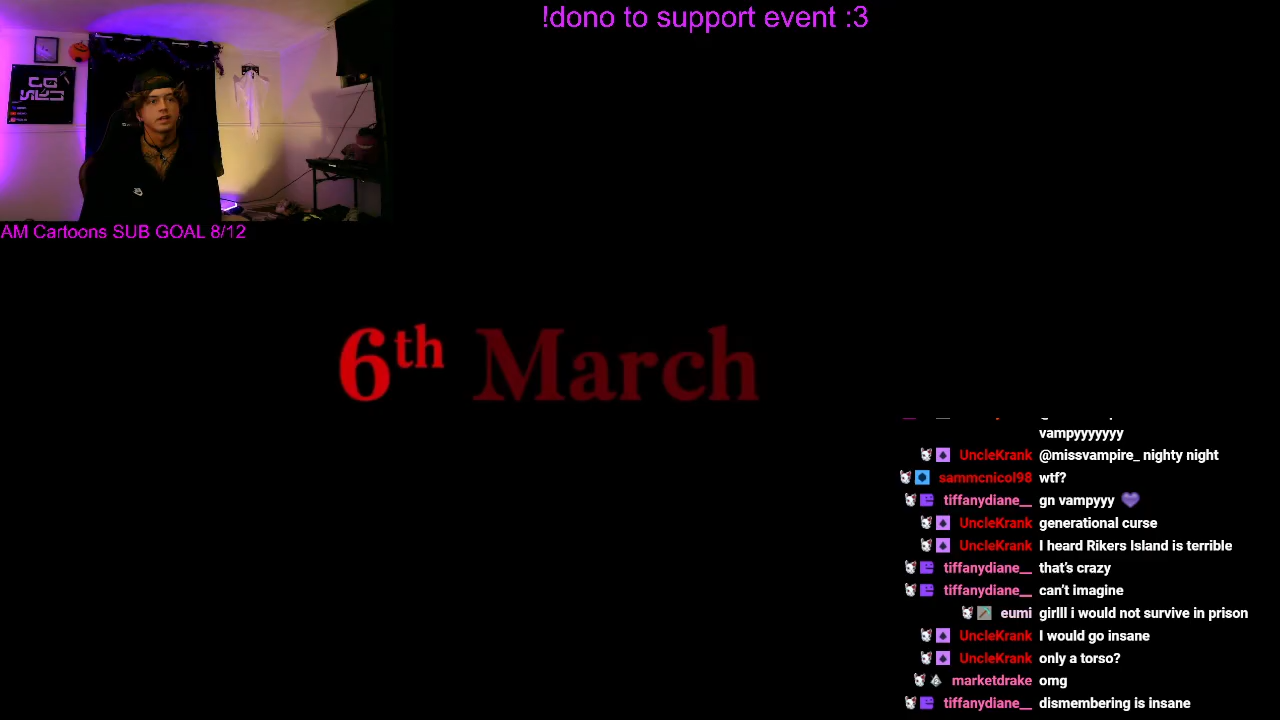 !dono to support event :3
AM Cartoons SUB GOAL 8/12
6th March
vampyyyyyyy
UncleKrank @missvampire_ nighty night
sammcnicol98 wtf?
tiffanydiane__ gn vampyyy 💜
UncleKrank generational curse
UncleKrank I heard Rikers Island is terrible
tiffanydiane__ that's crazy
tiffanydiane__ can't imagine
eumi girlll i would not survive in prison
UncleKrank I would go insane
UncleKrank only a torso?
marketdrake omg
tiffanydiane__ dismembering is insane